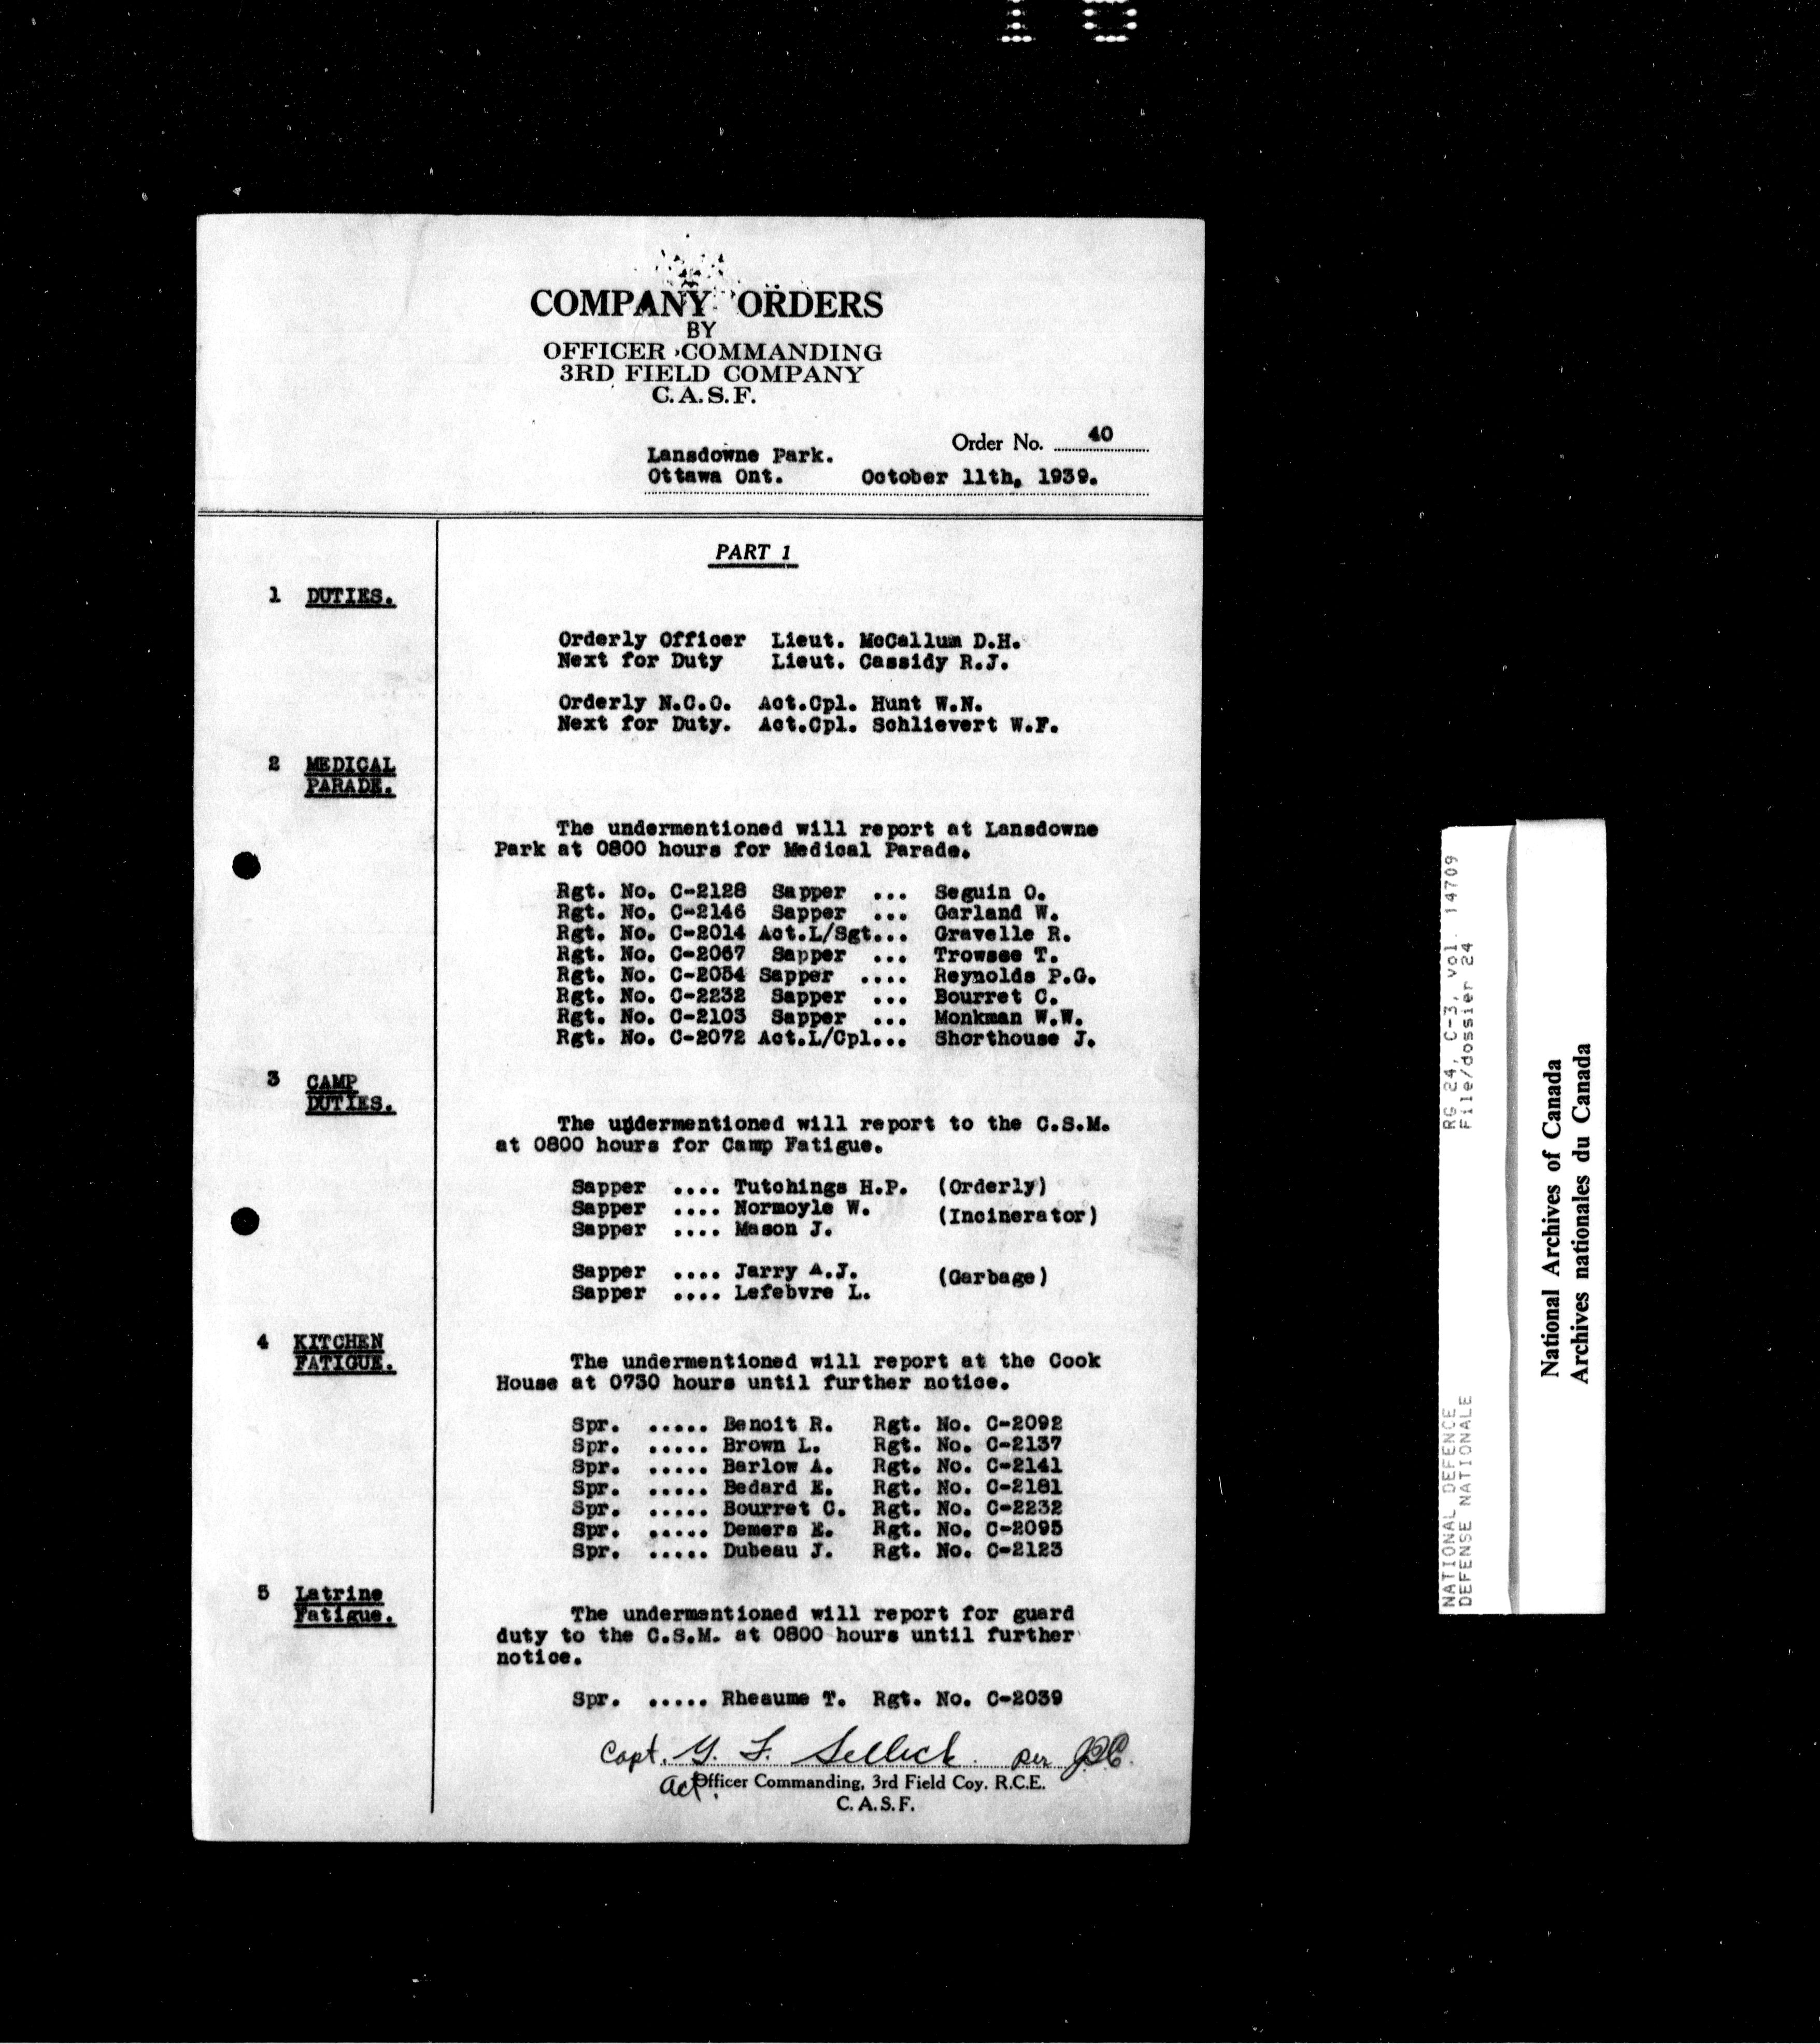 COMPANY ORDERS
BY
OFFICER COMMANDING
3RD FIELD COMPANY
C.A.S.F.
Order No. 40
Lansdowne Park.
Ottawa Ont. October 11th, 1939.
PART 1
1 DUTIES.
Orderly Officer Lieut. McCallum D.H.
Next for Duty Lieut. Cassidy R.J.
Orderly N.C.O. Act.Cpl. Hunt W.N.
Next for Duty. Act.Cpl. Schlievert W.F.
2 MEDICAL
PARADE.
The undermentioned will report at Lansdowne
Park at 0800 hours for Medical Parade.
Rgt. No. C-2128 Sapper ... Seguin O.
Rgt. No. C-2146 Sapper ... Garland W.
Rgt. No. C-2014 Act.L/Sgt... Gravelle R.
Rgt. No. C-2067 Sapper ... Trowsse T.
Rgt. No. C-2054 Sapper .... Reynolds P.G.
Rgt. No. C-2232 Sapper ... Bourret C.
Rgt. No. C-2103 Sapper ... Monkman W.W.
Rgt. No. C-2072 Act.L/Cpl... Shorthouse J.
3 CAMP
DUTIES.
The undermentioned will report to the C.S.M.
at 0800 hours for Camp Fatigue.
Sapper .... Tutchings H.P. (Orderly)
Sapper .... Normoyle W. (Incinerator)
Sapper .... Mason J.
Sapper .... Jarry A.J. (Garbage)
Sapper .... Lefebvre L.
4 KITCHEN
FATIGUE.
The undermentioned will report at the Cook
House at 0730 hours until further notice.
Spr. ..... Benoit R. Rgt. No. C-2092
Spr. ..... Brown L. Rgt. No. C-2137
Spr. ..... Barlow A. Rgt. No. C-2141
Spr. ..... Bedard E. Rgt. No. C-2181
Spr. ..... Bourret C. Rgt. No. C-2232
Spr. ..... Demers E. Rgt. No. C-2095
Spr. ..... Dubeau J. Rgt. No. C-2123
5 Latrine
Fatigue.
The undermentioned will report for guard
duty to the C.S.M. at 0800 hours until further
notice.
Spr. ..... Rheaume T. Rgt. No. C-2039
Capt. G. F. Sellick per
Act. Officer Commanding, 3rd Field Coy. R.C.E.
C.A.S.F.
NATIONAL DEFENCE RG 24, C-3, vol. 14709
DEFENSE NATIONALE File/dossier 24
National Archives of Canada
Archives nationales du Canada